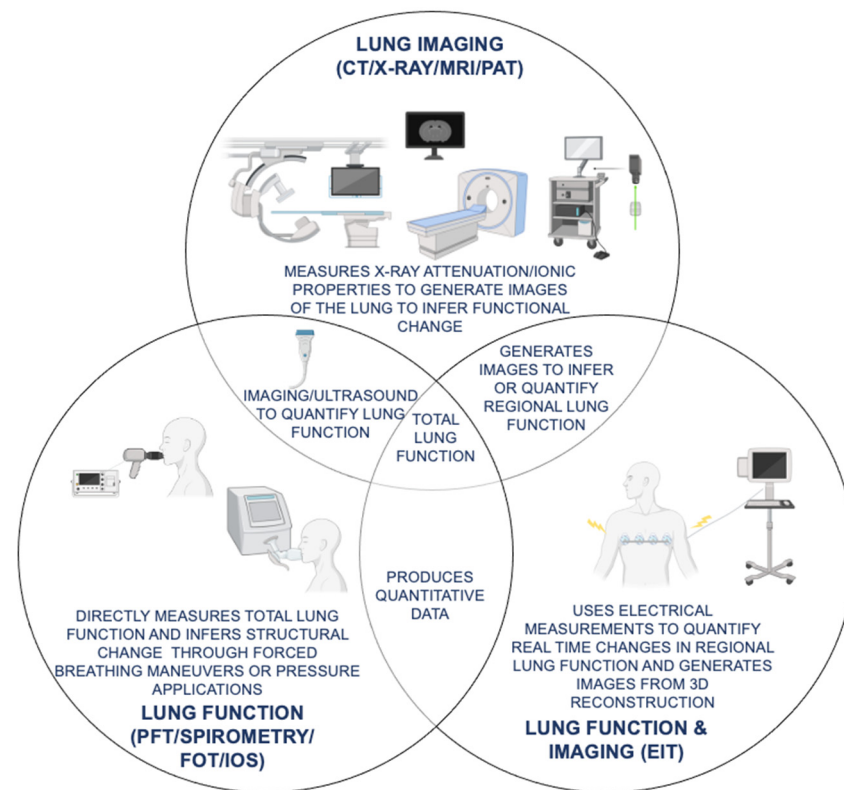 LUNG IMAGING
(CT/X-RAY/MRI/PAT)
MEASURES X-RAY ATTENUATION/IONIC
PROPERTIES TO GENERATE IMAGES
OF THE LUNG TO INFER FUNCTIONAL
CHANGE
IMAGING/ULTRASOUND
TO QUANTIFY LUNG
FUNCTION
GENERATES
IMAGES TO INFER
OR QUANTIFY
REGIONAL LUNG
FUNCTION
TOTAL
LUNG
FUNCTION
PRODUCES
QUANTITATIVE
DATA
DIRECTLY MEASURES TOTAL LUNG
FUNCTION AND INFERS STRUCTURAL
CHANGE THROUGH FORCED
BREATHING MANEUVERS OR PRESSURE
APPLICATIONS
LUNG FUNCTION
(PFT/SPIROMETRY/
FOT/IOS)
USES ELECTRICAL
MEASUREMENTS TO QUANTIFY
REAL TIME CHANGES IN REGIONAL
LUNG FUNCTION AND GENERATES
IMAGES FROM 3D
RECONSTRUCTION
LUNG FUNCTION &
IMAGING (EIT)